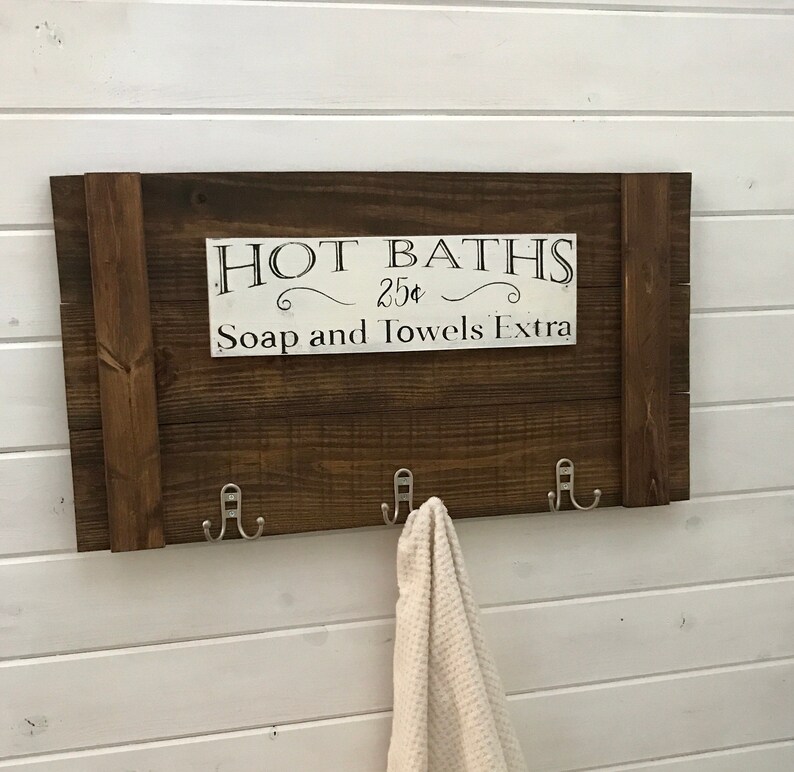 HOT BATHS
25¢
Soap and Towels Extra